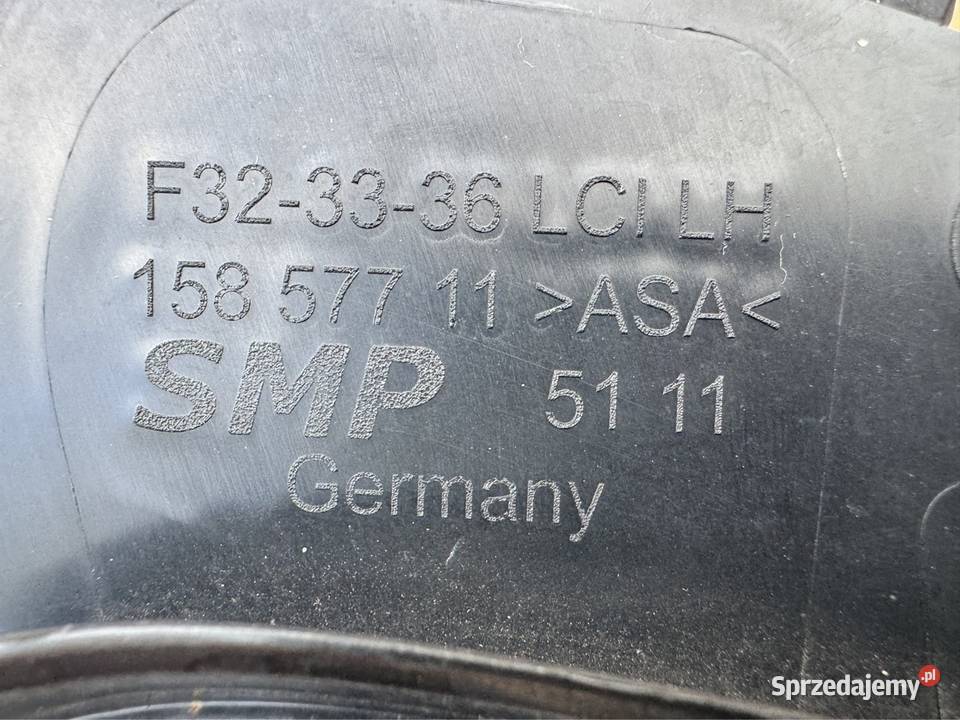 F32-33-36 LCI LH
158 577 11 >ASA<
SMP 51 11
Germany
Sprzedajemy.pl